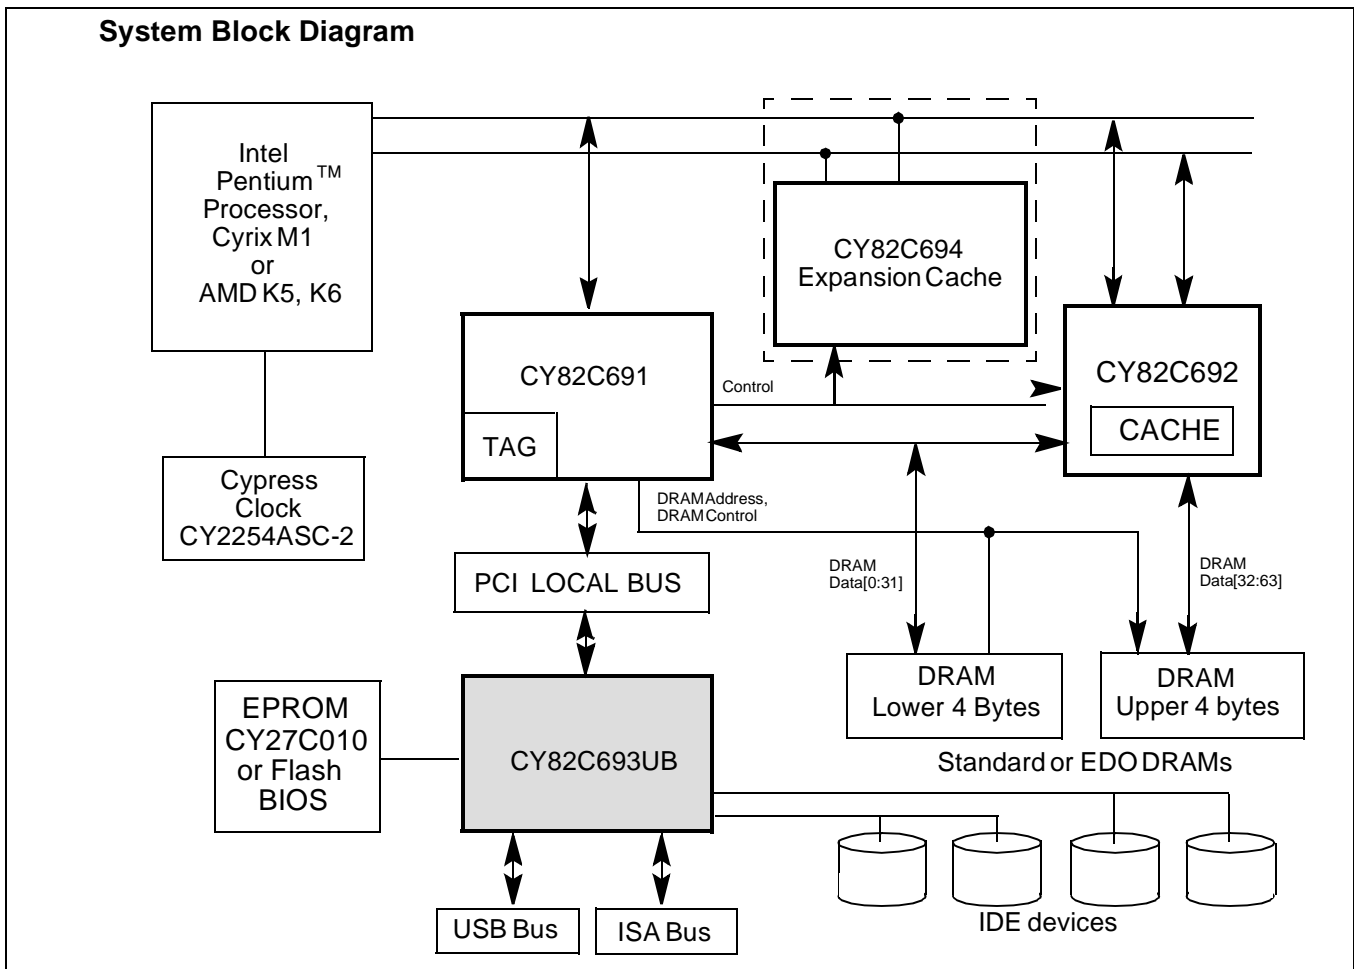 System Block Diagram
Intel
Pentium™
Processor,
Cyrix M1
or
AMD K5, K6
CY82C694
Expansion Cache
CY82C691
TAG
Control
CY82C692
CACHE
Cypress
Clock
CY2254ASC-2
DRAM Address,
DRAM Control
PCI LOCAL BUS
DRAM
Data[0:31]
DRAM
Data[32:63]
DRAM
Lower 4 Bytes
DRAM
Upper 4 bytes
Standard or EDO DRAMs
EPROM
CY27C010
or Flash
BIOS
CY82C693UB
USB Bus
ISA Bus
IDE devices